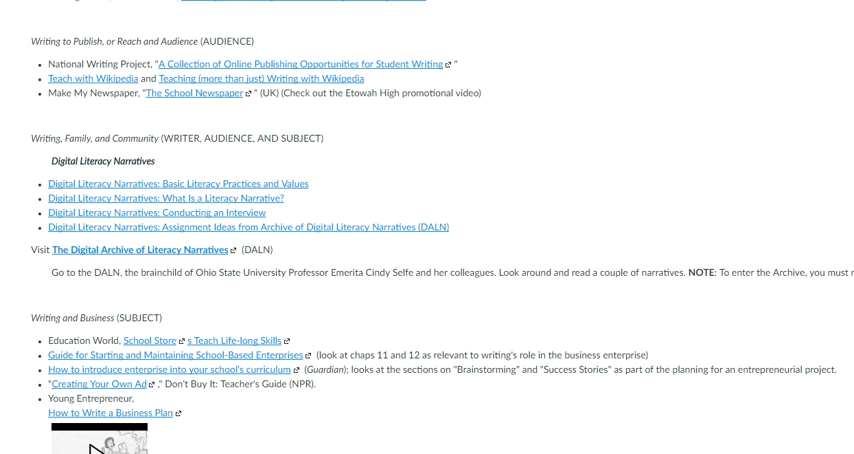 Writing to Publish, or Reach and Audience (AUDIENCE)
National Writing Project, "A Collection of Online Publishing Opportunities for Student Writing "
Teach with Wikipedia and Teaching (more than just) Writing with Wikipedia
Make My Newspaper, "The School Newspaper " (UK) (Check out the Etowah High promotional video)
Writing, Family, and Community (WRITER, AUDIENCE, AND SUBJECT)
Digital Literacy Narratives
Digital Literacy Narratives: Basic Literacy Practices and Values
Digital Literacy Narratives: What Is a Literacy Narrative?
Digital Literacy Narratives: Conducting an Interview
Digital Literacy Narratives: Assignment Ideas from Archive of Digital Literacy Narratives (DALN)
Visit The Digital Archive of Literacy Narratives (DALN)
Go to the DALN, the brainchild of Ohio State University Professor Emerita Cindy Selfe and her colleagues. Look around and read a couple of narratives. NOTE: To enter the Archive, you must
Writing and Business (SUBJECT)
Education World, School Store s Teach Life-long Skills
Guide for Starting and Maintaining School-Based Enterprises (look at chaps 11 and 12 as relevant to writing's role in the business enterprise)
How to introduce enterprise into your school's curriculum (Guardian); looks at the sections on "Brainstorming" and "Success Stories" as part of the planning for an entrepreneurial project.
"Creating Your Own Ad ," Don't Buy It: Teacher's Guide (NPR).
Young Entrepreneur,
How to Write a Business Plan